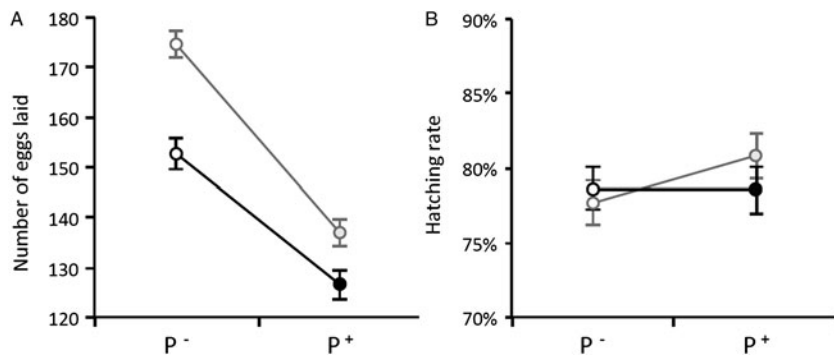 A
Number of eggs laid
180
170
160
150
140
130
120
P -
P +
B
Hatching rate
90%
85%
80%
75%
70%
P -
P +